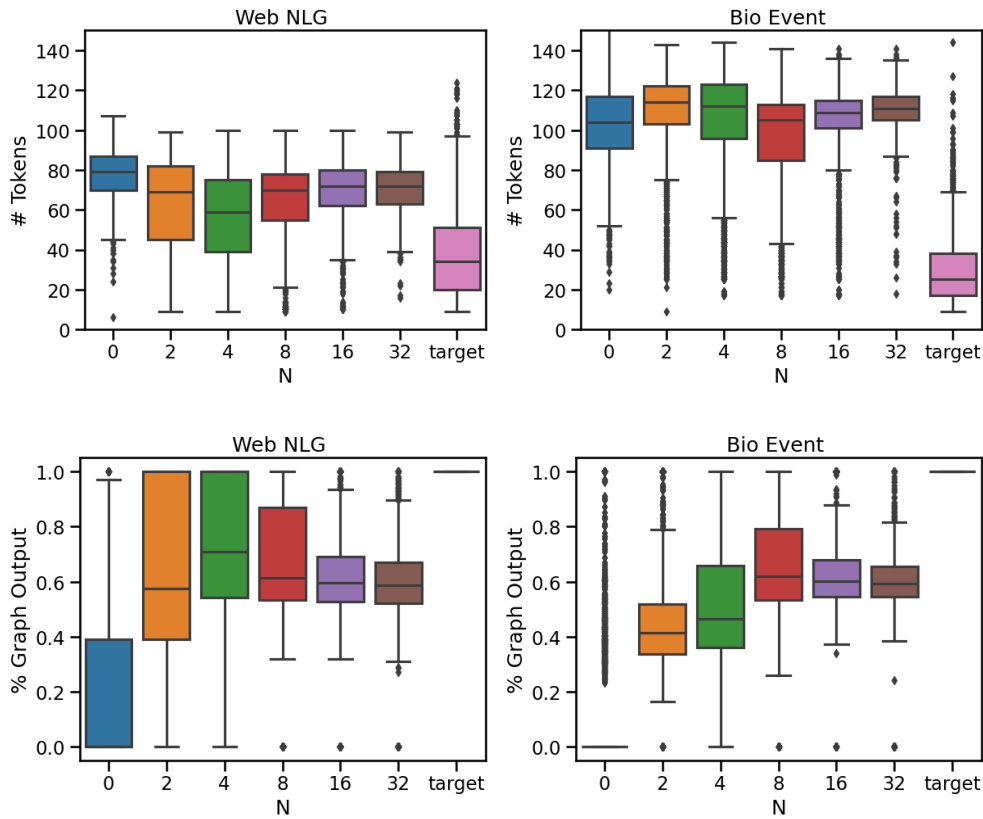 Web NLG
# Tokens
140
120
100
80
60
40
20
0
0 2 4 8 16 32 target
N
Bio Event
# Tokens
140
120
100
80
60
40
20
0
0 2 4 8 16 32 target
N
Web NLG
% Graph Output
1.0
0.8
0.6
0.4
0.2
0.0
0 2 4 8 16 32 target
N
Bio Event
% Graph Output
1.0
0.8
0.6
0.4
0.2
0.0
0 2 4 8 16 32 target
N